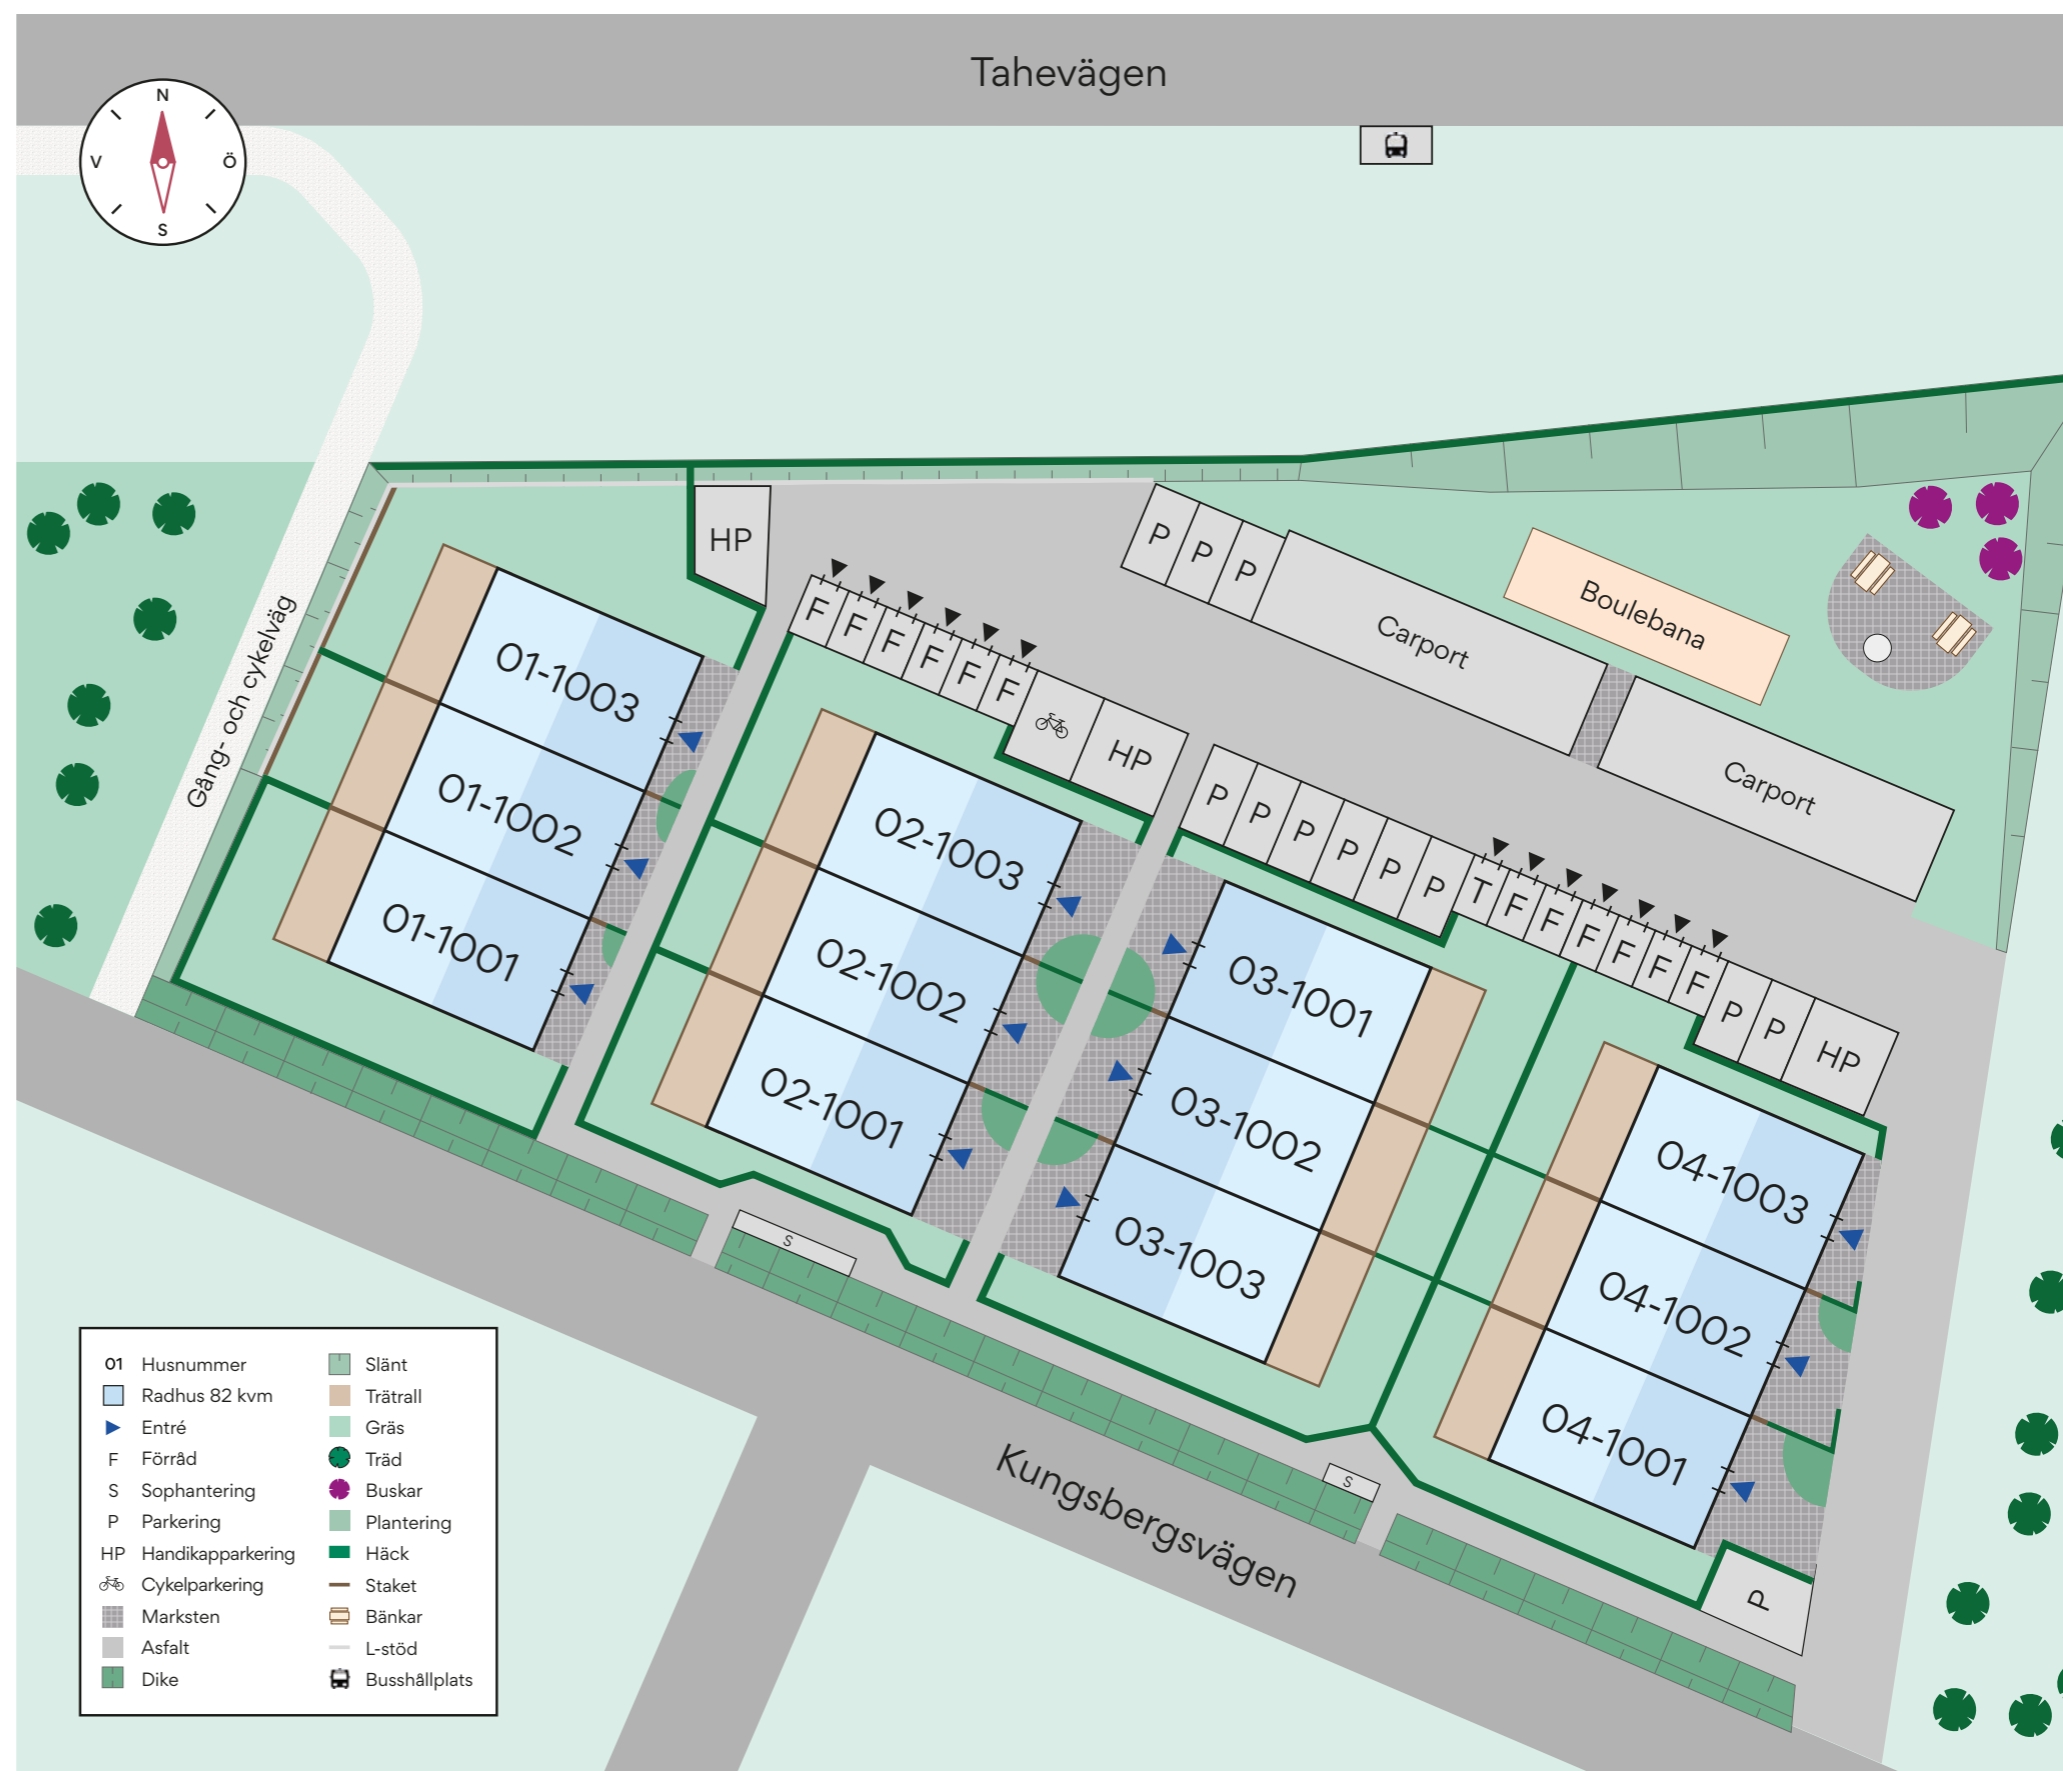 Tahevägen
N
V
Ö
S
Gång- och cykelväg
HP
P
P
P
Carport
Boulebana
Carport
F
F
F
F
F
F
HP
P
P
P
P
P
P
T
F
F
F
F
F
F
P
P
HP
01-1003
01-1002
01-1001
02-1003
02-1002
02-1001
03-1001
03-1002
03-1003
04-1003
04-1002
04-1001
P
S
S
Kungsbergsvägen
01 Husnummer
Radhus 82 kvm
Entré
F Förråd
S Sophantering
P Parkering
HP Handikapparkering
Cykelparkering
Marksten
Asfalt
Dike
Slänt
Trätrall
Gräs
Träd
Buskar
Plantering
Häck
Staket
Bänkar
L-stöd
Busshållplats